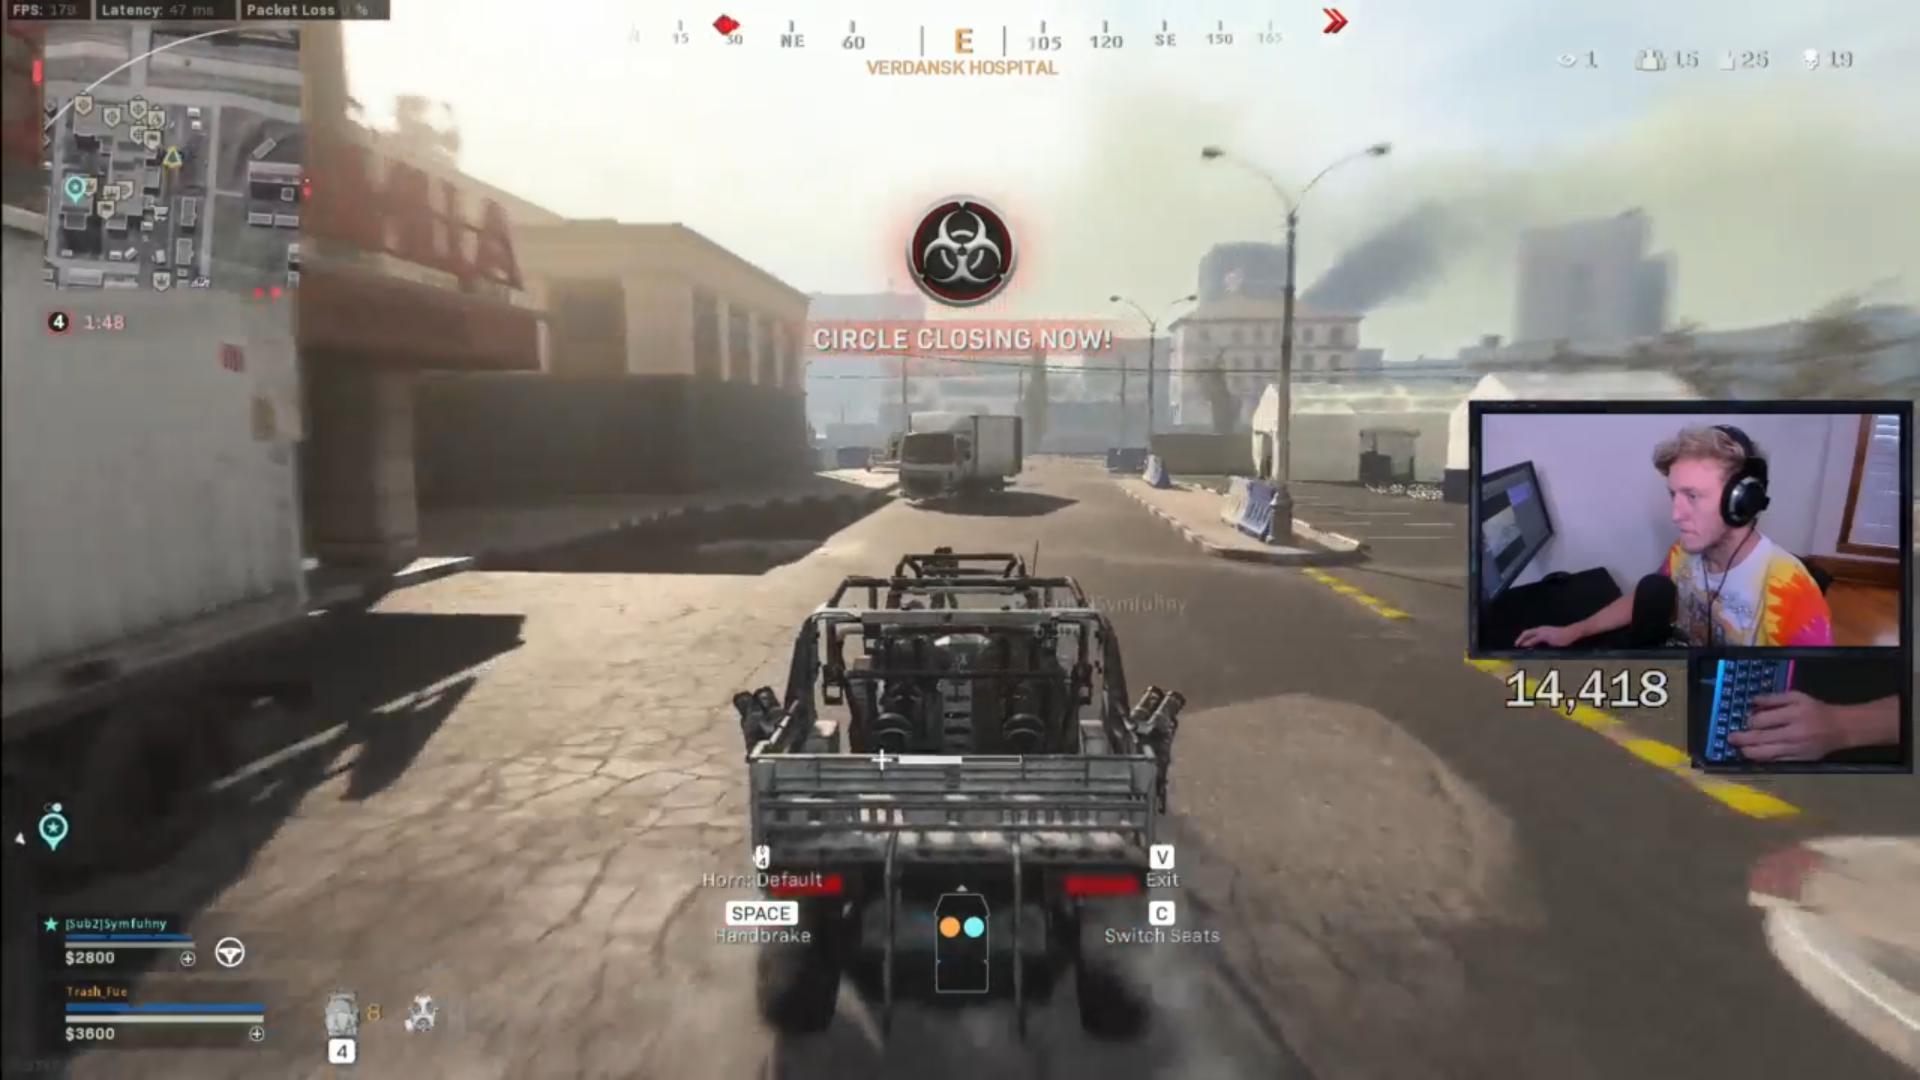 FPS: 179 Latency: 47 ms Packet Loss 0 %
15 30 NE 60 E 105 120 SE 150 165
VERDANSK HOSPITAL
1 15 25 19
4 1:48
CIRCLE CLOSING NOW!
14,418
Horn: Default
SPACE
Handbrake
V
Exit
C
Switch Seats
[Sub2]Symfuhny
$2800
Trash_Fue
$3600
8
4